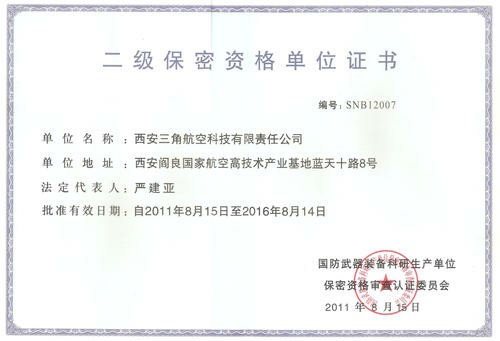 二级保密资格单位证书
编号:SNB12007
单位名称:西安三角航空科技有限责任公司
单位地址:西安阎良国家航空高技术产业基地蓝天十路8号
法定代表人:严建亚
批准有效日期:自2011年8月15日至2016年8月14日
国防武器装备科研生产单位
保密资格审查认证委员会
2011年8月15日